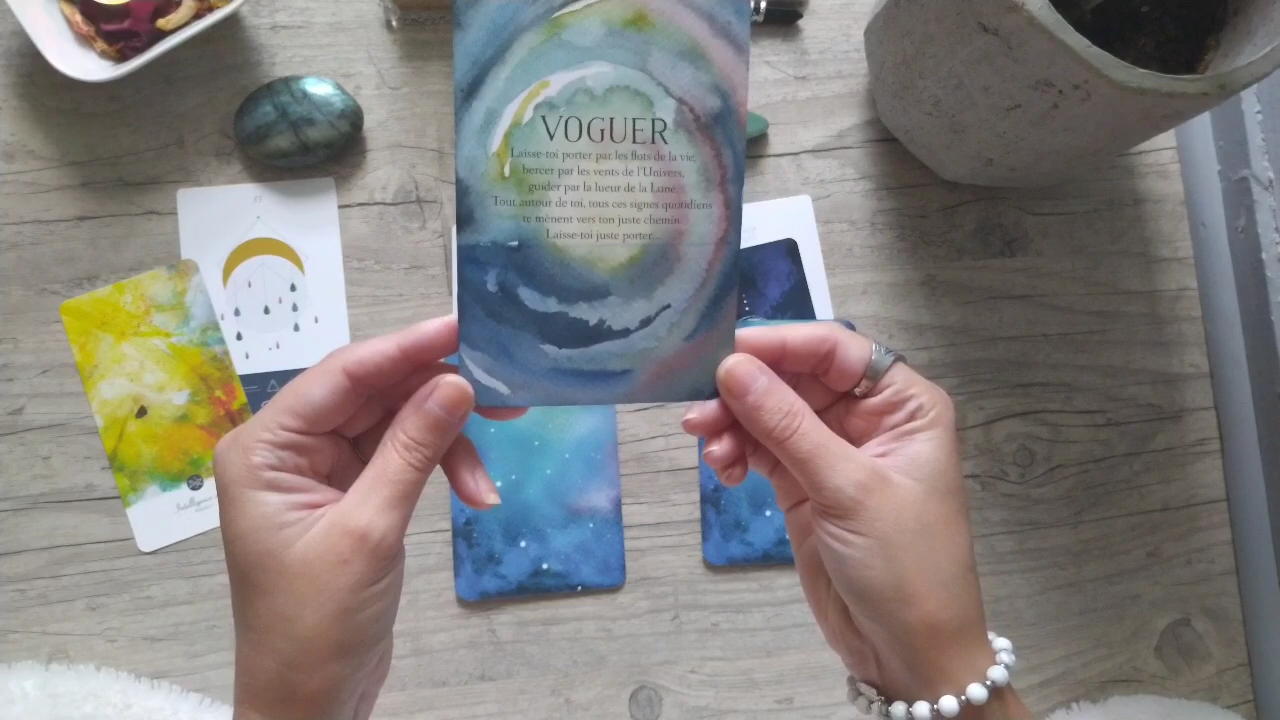 VOGUER
Laisse-toi porter par les flots de la vie,
bercer par les vents de l'Univers,
guider par la lueur de la Lune.
Tout autour de toi, tous ces signes quotidiens
te mènent vers ton juste chemin.
Laisse-toi juste porter...
Intelligence